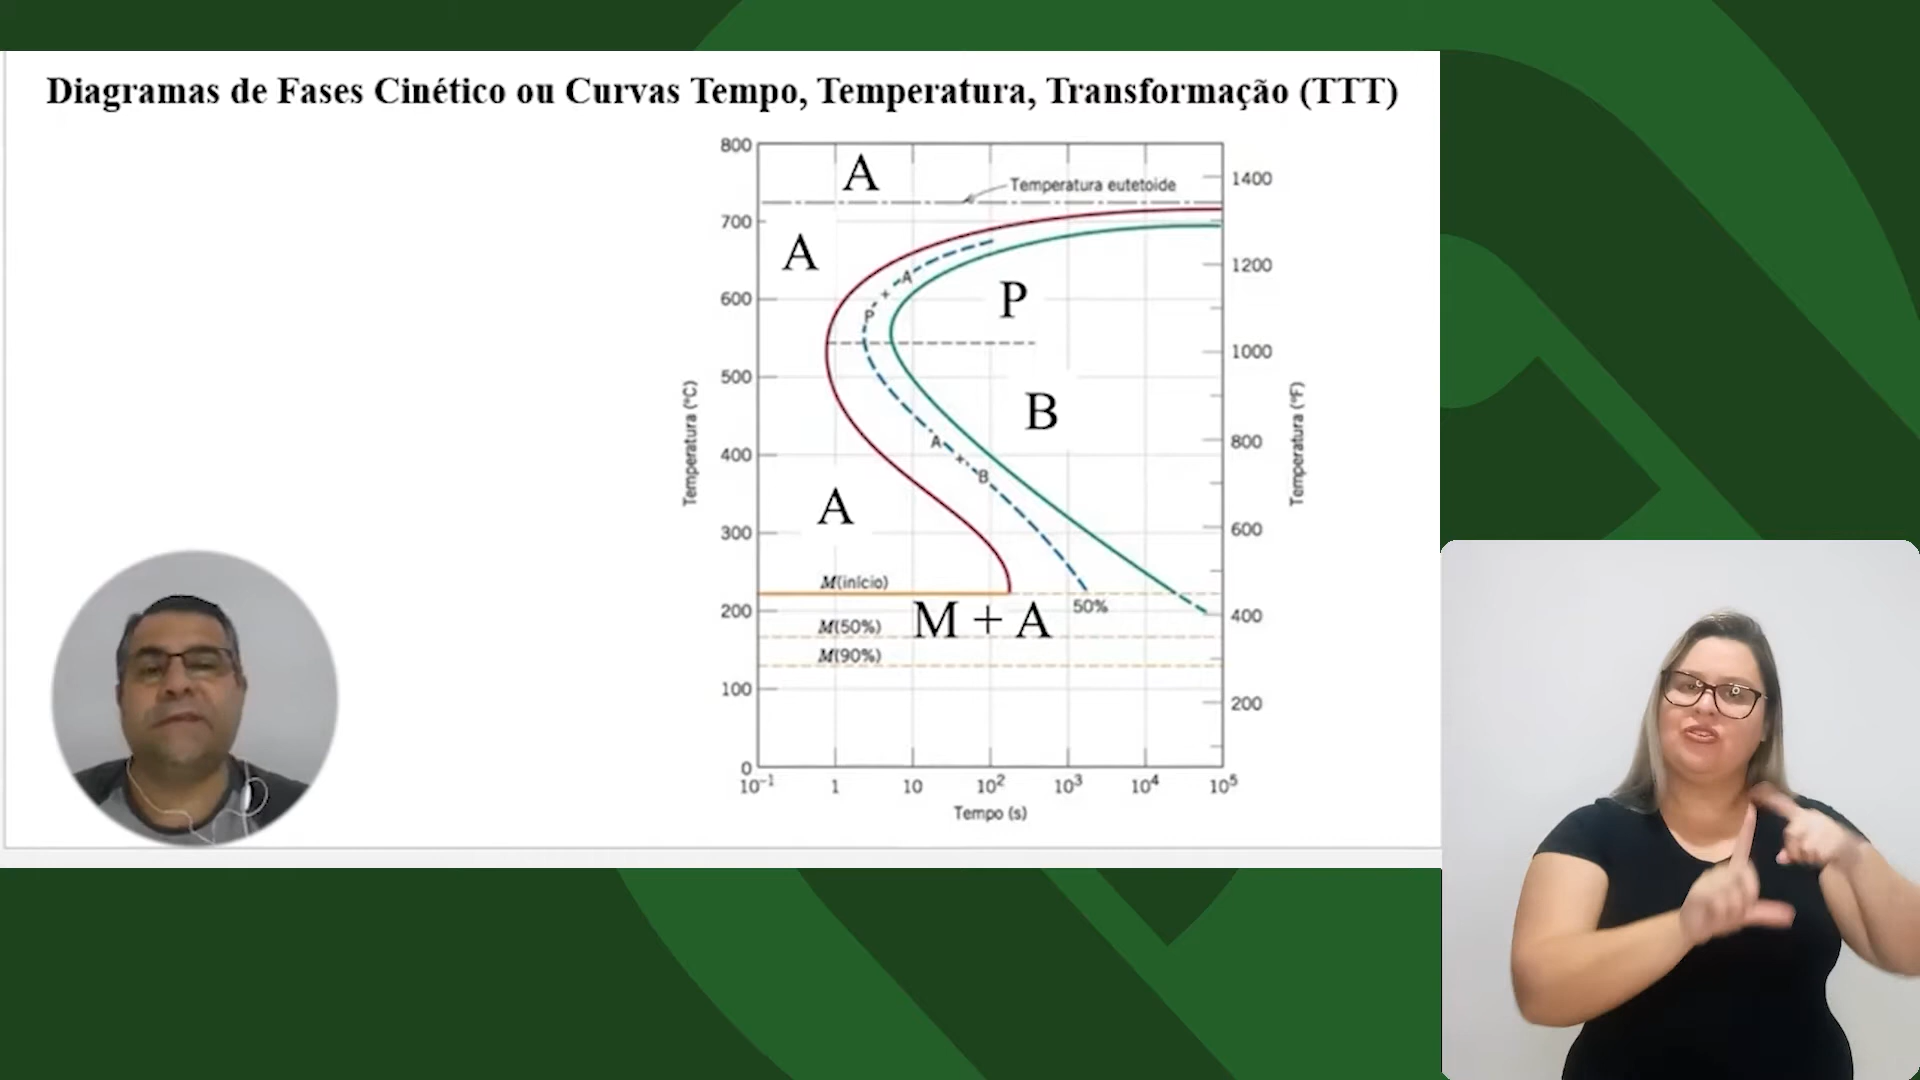 Diagramas de Fases Cinético ou Curvas Tempo, Temperatura, Transformação (TTT)
800
A
Temperatura eutetoide
1400
700
A
1200
A
+
P
600
P
1000
500
B
Temperatura (°C)
Temperatura (°F)
A
+
B
800
400
A
300
600
M(início)
200
M + A
50%
400
M(50%)
M(90%)
100
200
0
10⁻¹ 1 10 10² 10³ 10⁴ 10⁵
Tempo (s)